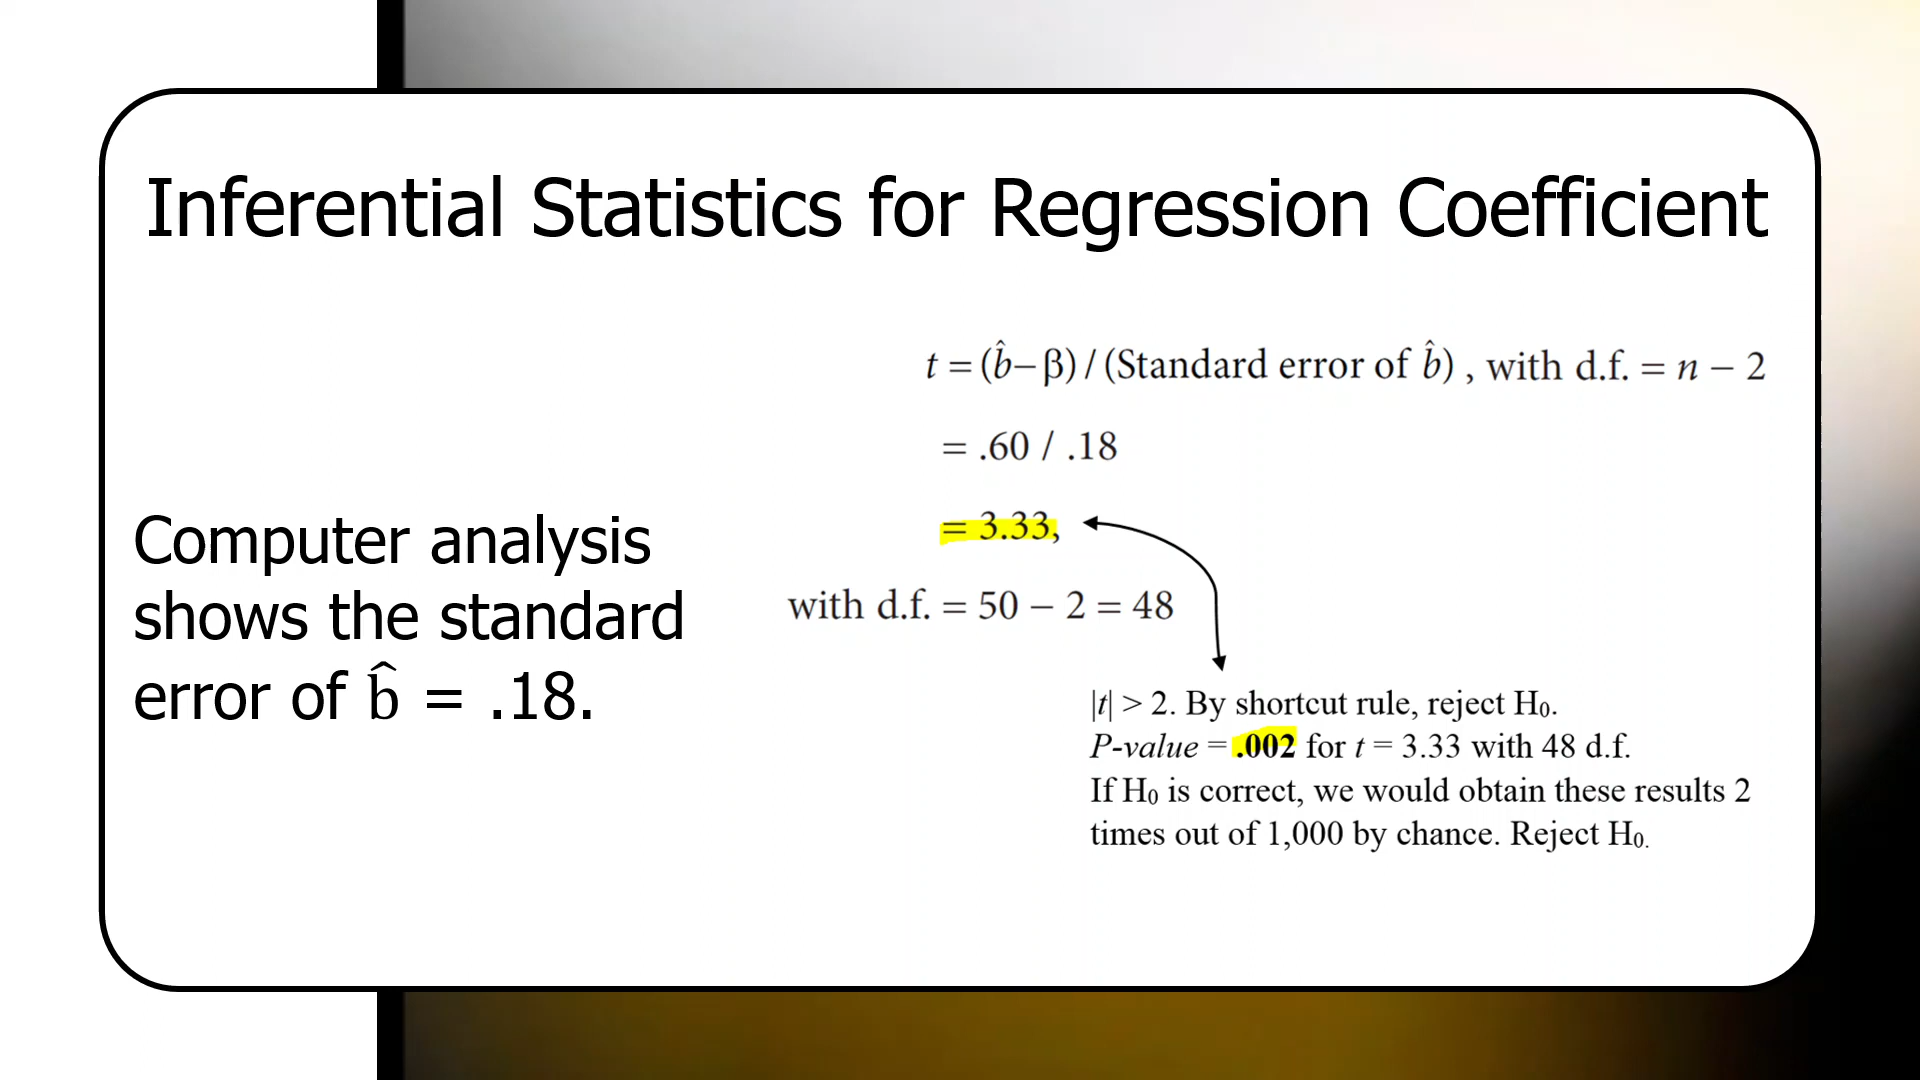 Inferential Statistics for Regression Coefficient
t = (b̂– β) / (Standard error of b̂) , with d.f. = n − 2
= .60 / .18
= 3.33,
with d.f. = 50 − 2 = 48
Computer analysis
shows the standard
error of b̂ = .18.
|t| > 2. By shortcut rule, reject H₀.
P-value = .002 for t = 3.33 with 48 d.f.
If H₀ is correct, we would obtain these results 2
times out of 1,000 by chance. Reject H₀.